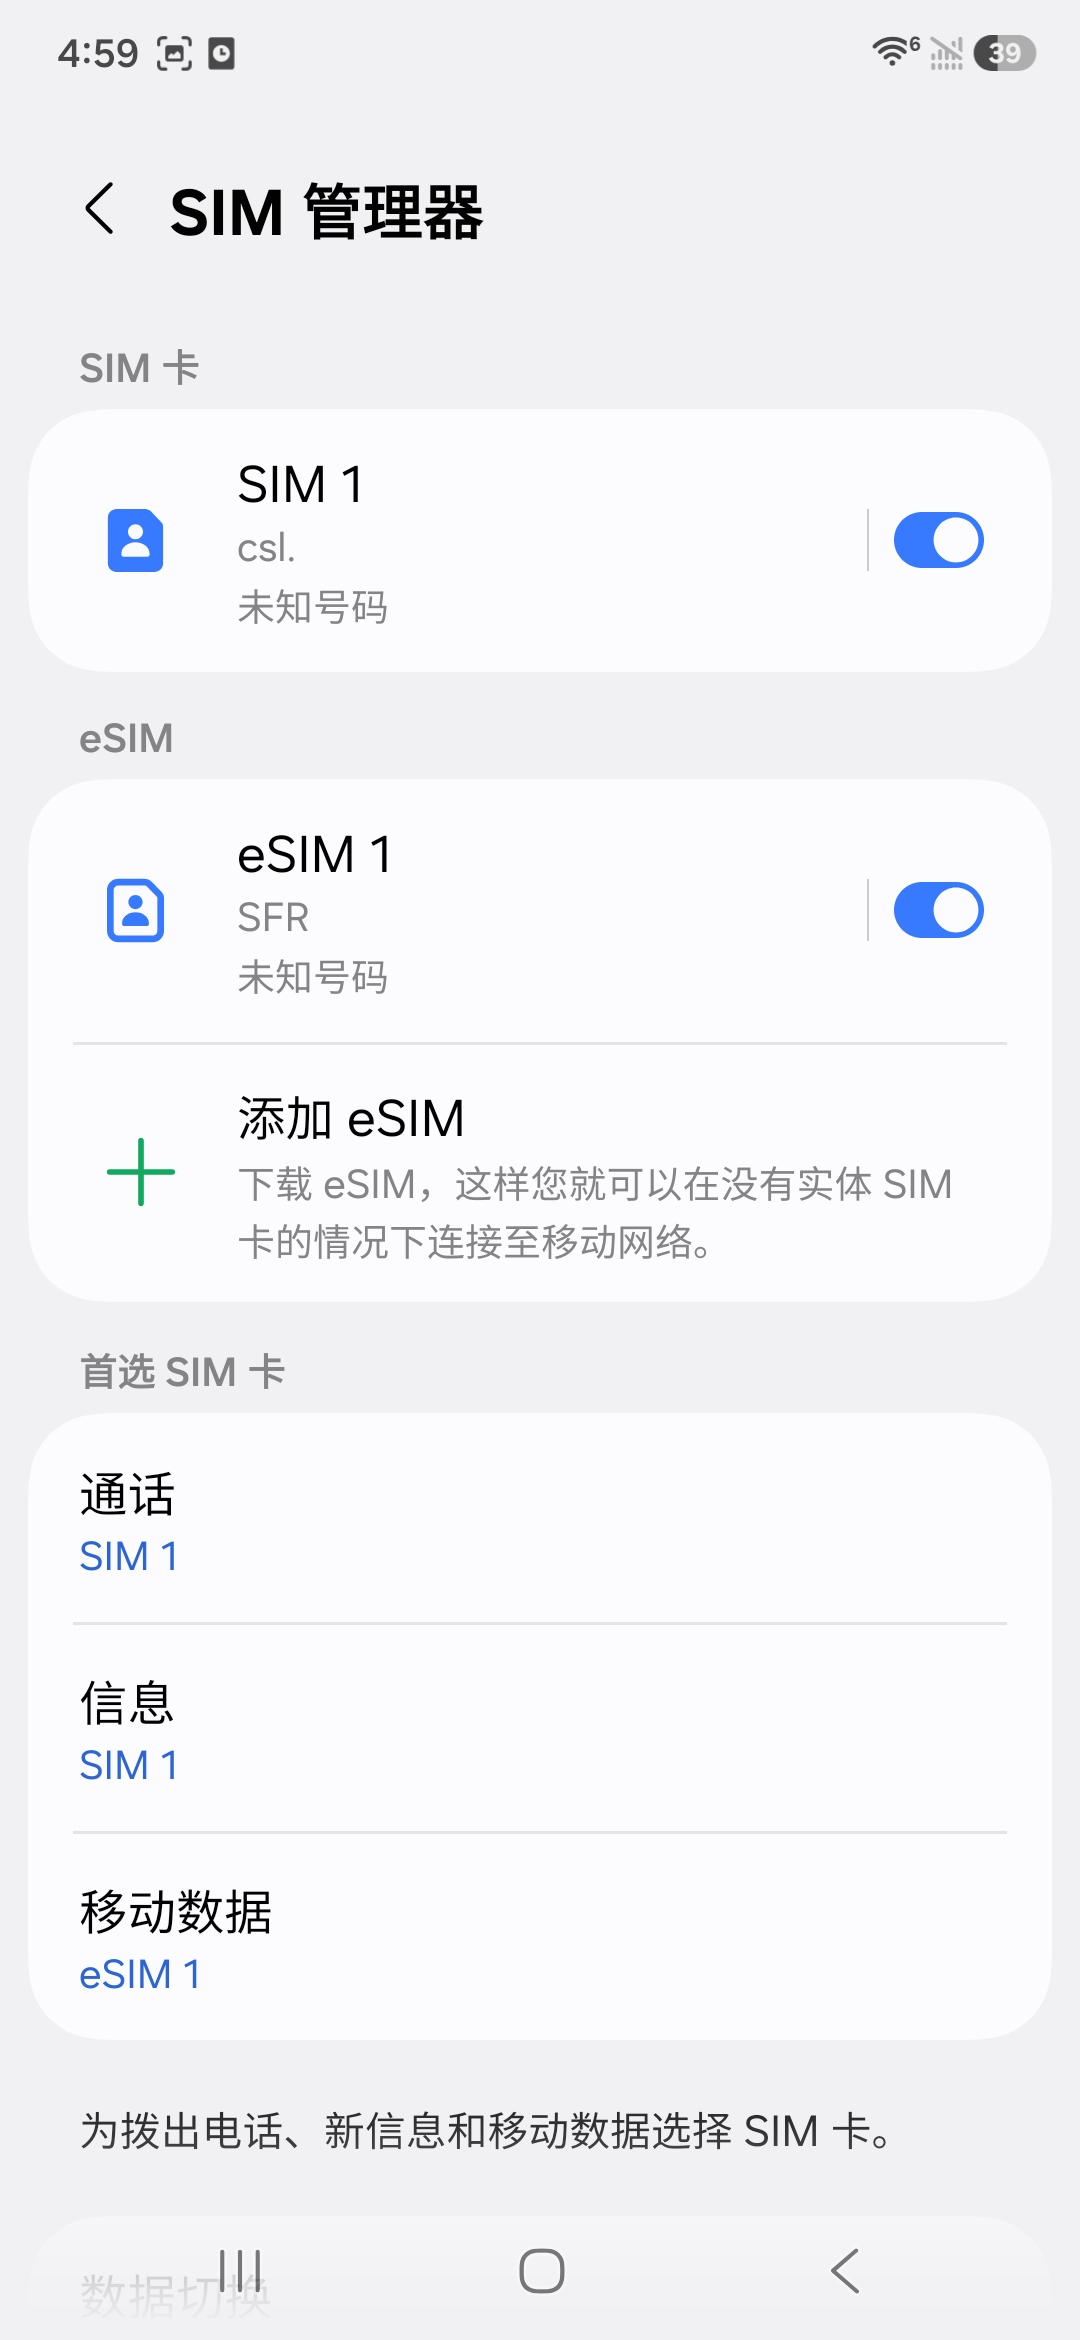 4:59
6
39
SIM 管理器
SIM 卡
SIM 1
csl.
未知号码
eSIM
eSIM 1
SFR
未知号码
添加 eSIM
下载 eSIM，这样您就可以在没有实体 SIM
卡的情况下连接至移动网络。
首选 SIM 卡
通话
SIM 1
信息
SIM 1
移动数据
eSIM 1
为拨出电话、新信息和移动数据选择 SIM 卡。
数据切换